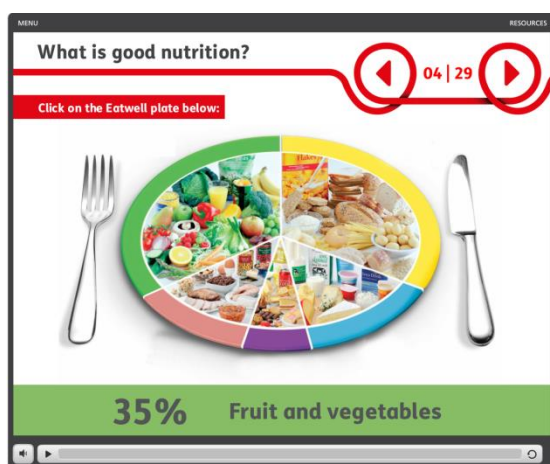 MENU
RESOURCES
What is good nutrition?
04 | 29
Click on the Eatwell plate below:
35% Fruit and vegetables